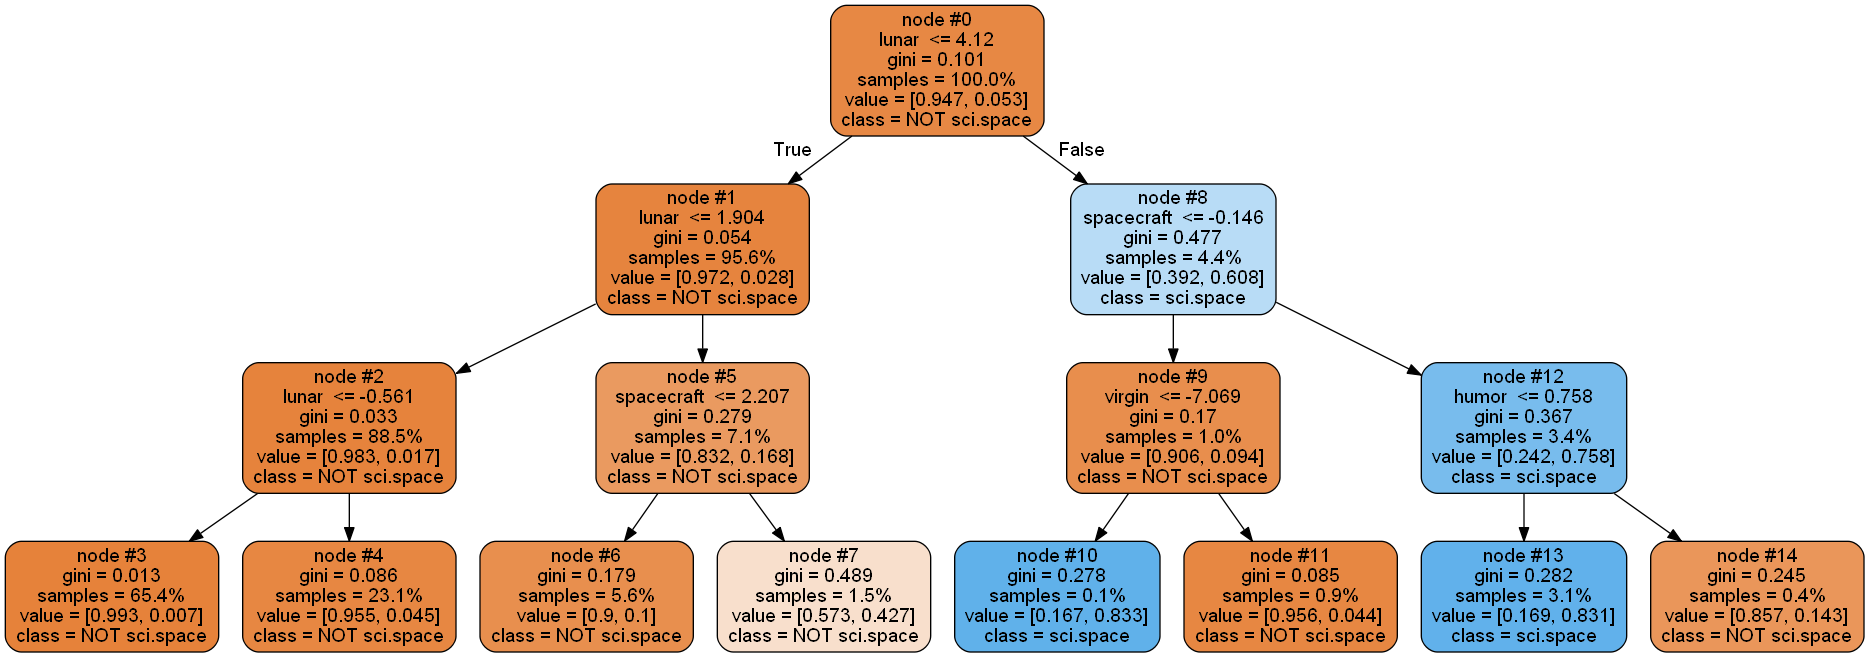 node #0
lunar <= 4.12
gini = 0.101
samples = 100.0%
value = [0.947, 0.053]
class = NOT sci.space
True
False
node #1
lunar <= 1.904
gini = 0.054
samples = 95.6%
value = [0.972, 0.028]
class = NOT sci.space
node #8
spacecraft <= -0.146
gini = 0.477
samples = 4.4%
value = [0.392, 0.608]
class = sci.space
node #2
lunar <= -0.561
gini = 0.033
samples = 88.5%
value = [0.983, 0.017]
class = NOT sci.space
node #5
spacecraft <= 2.207
gini = 0.279
samples = 7.1%
value = [0.832, 0.168]
class = NOT sci.space
node #9
virgin <= -7.069
gini = 0.17
samples = 1.0%
value = [0.906, 0.094]
class = NOT sci.space
node #12
humor <= 0.758
gini = 0.367
samples = 3.4%
value = [0.242, 0.758]
class = sci.space
node #3
gini = 0.013
samples = 65.4%
value = [0.993, 0.007]
class = NOT sci.space
node #4
gini = 0.086
samples = 23.1%
value = [0.955, 0.045]
class = NOT sci.space
node #6
gini = 0.179
samples = 5.6%
value = [0.9, 0.1]
class = NOT sci.space
node #7
gini = 0.489
samples = 1.5%
value = [0.573, 0.427]
class = NOT sci.space
node #10
gini = 0.278
samples = 0.1%
value = [0.167, 0.833]
class = sci.space
node #11
gini = 0.085
samples = 0.9%
value = [0.956, 0.044]
class = NOT sci.space
node #13
gini = 0.282
samples = 3.1%
value = [0.169, 0.831]
class = sci.space
node #14
gini = 0.245
samples = 0.4%
value = [0.857, 0.143]
class = NOT sci.space